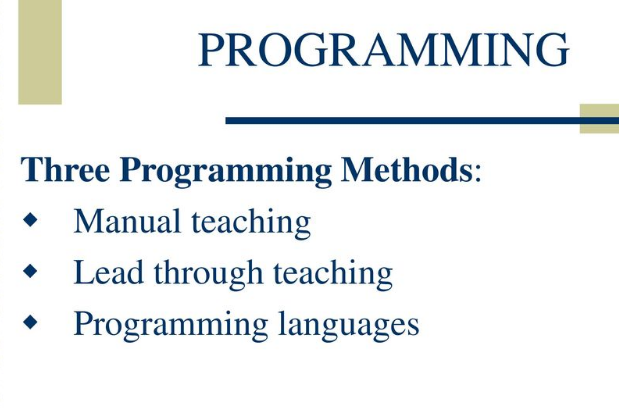 PROGRAMMING
Three Programming Methods:
◆ Manual teaching
◆ Lead through teaching
◆ Programming languages